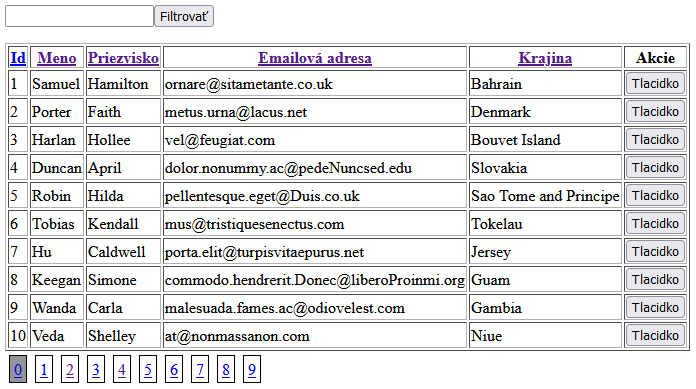 Filtrovať
Id Meno Priezvisko Emailová adresa Krajina Akcie
1 Samuel Hamilton ornare@sitametante.co.uk Bahrain Tlacidko
2 Porter Faith metus.urna@lacus.net Denmark Tlacidko
3 Harlan Hollee vel@feugiat.com Bouvet Island Tlacidko
4 Duncan April dolor.nonummy.ac@pedeNuncsed.edu Slovakia Tlacidko
5 Robin Hilda pellentesque.eget@Duis.co.uk Sao Tome and Principe Tlacidko
6 Tobias Kendall mus@tristiquesenectus.com Tokelau Tlacidko
7 Hu Caldwell porta.elit@turpisvitaepurus.net Jersey Tlacidko
8 Keegan Simone commodo.hendrerit.Donec@liberoProinmi.org Guam Tlacidko
9 Wanda Carla malesuada.fames.ac@odiovelest.com Gambia Tlacidko
10 Veda Shelley at@nonmassanon.com Niue Tlacidko
0 1 2 3 4 5 6 7 8 9